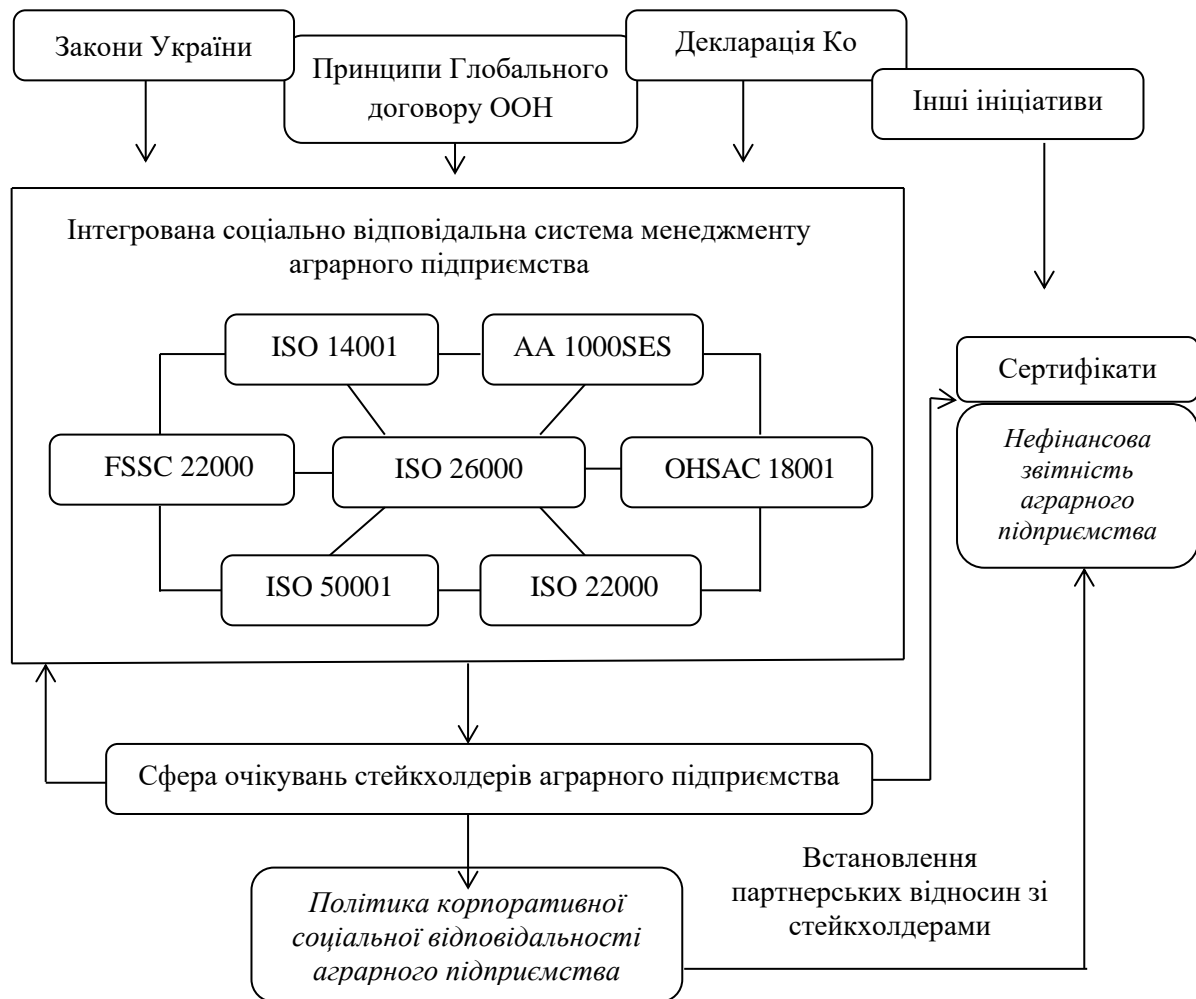 Закони України
Принципи Глобального
договору ООН
Декларація Ко
Інші ініціативи
Інтегрована соціально відповідальна система менеджменту
аграрного підприємства
ISO 14001
AA 1000SES
FSSC 22000
ISO 26000
OHSAC 18001
ISO 50001
ISO 22000
Сертифікати
Нефінансова
звітність
аграрного
підприємства
Сфера очікувань стейкхолдерів аграрного підприємства
Політика корпоративної
соціальної відповідальності
аграрного підприємства
Встановлення
партнерських відносин зі
стейкхолдерами